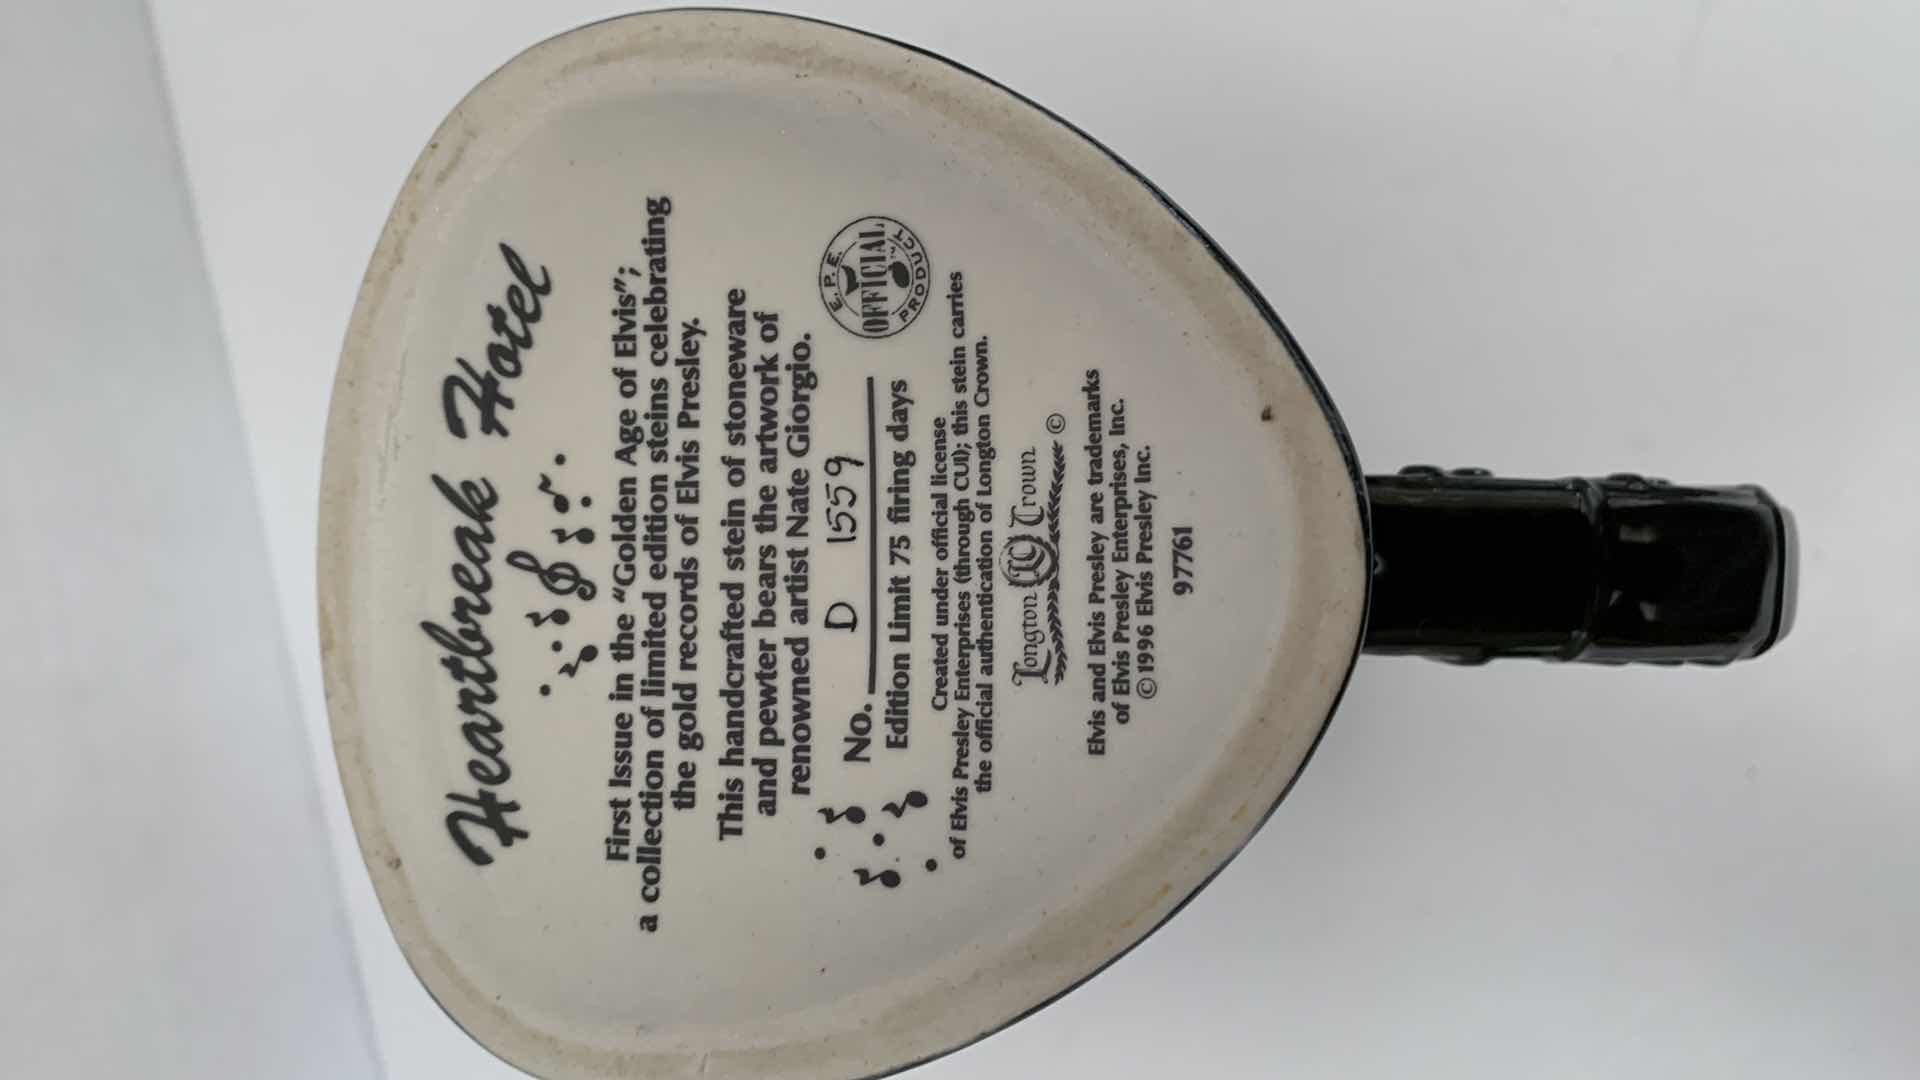 Heartbreak Hotel
First Issue in the "Golden Age of Elvis";
a collection of limited edition steins celebrating
the gold records of Elvis Presley.
This handcrafted stein of stoneware
and pewter bears the artwork of
renowned artist Nate Giorgio.
No. D 1559
E. P. E.
OFFICIAL
PRODUCT
Edition Limit 75 firing days
Created under official license
of Elvis Presley Enterprises (through CUI); this stein carries
the official authentication of Longton Crown.
Longton LC Crown ©
Elvis and Elvis Presley are trademarks
of Elvis Presley Enterprises, Inc.
© 1996 Elvis Presley Inc.
97761